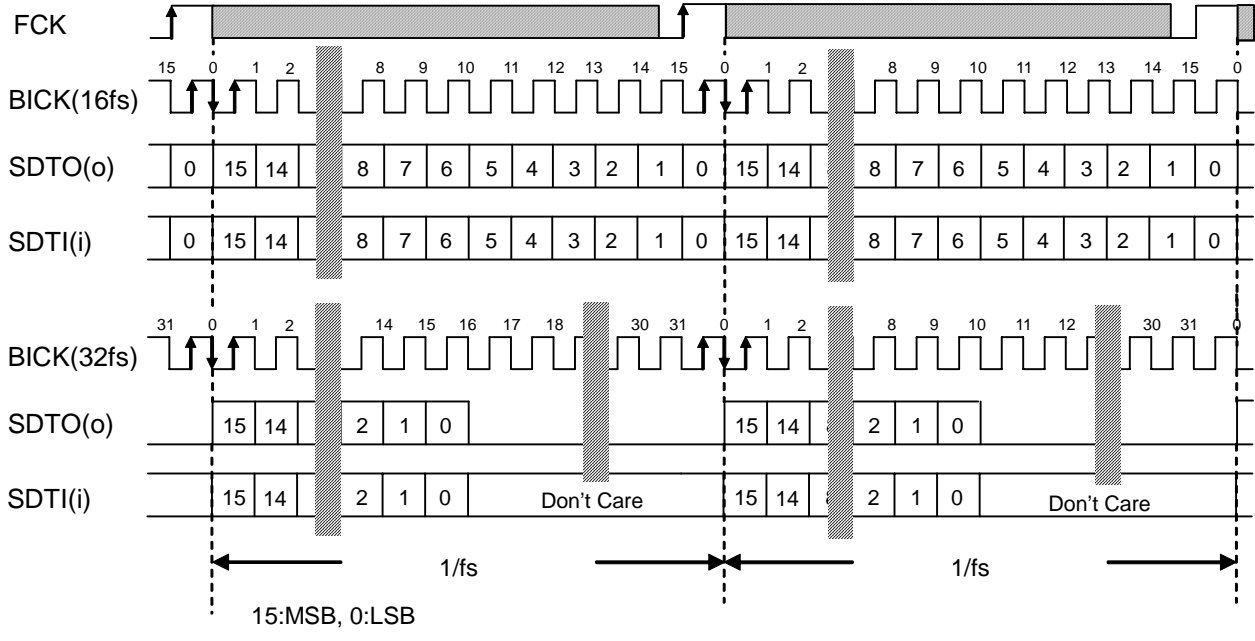 FCK
15 0 1 2 8 9 10 11 12 13 14 15 0 1 2 8 9 10 11 12 13 14 15 0
BICK(16fs)
SDTO(o) 0 15 14 8 7 6 5 4 3 2 1 0 15 14 8 7 6 5 4 3 2 1 0
SDTI(i) 0 15 14 8 7 6 5 4 3 2 1 0 15 14 8 7 6 5 4 3 2 1 0
31 0 1 2 14 15 16 17 18 30 31 0 1 2 8 9 10 11 12 30 31 0
BICK(32fs)
SDTO(o) 15 14 2 1 0 15 14 2 1 0
SDTI(i) 15 14 2 1 0 Don't Care 15 14 2 1 0 Don't Care
1/fs 1/fs
15:MSB, 0:LSB